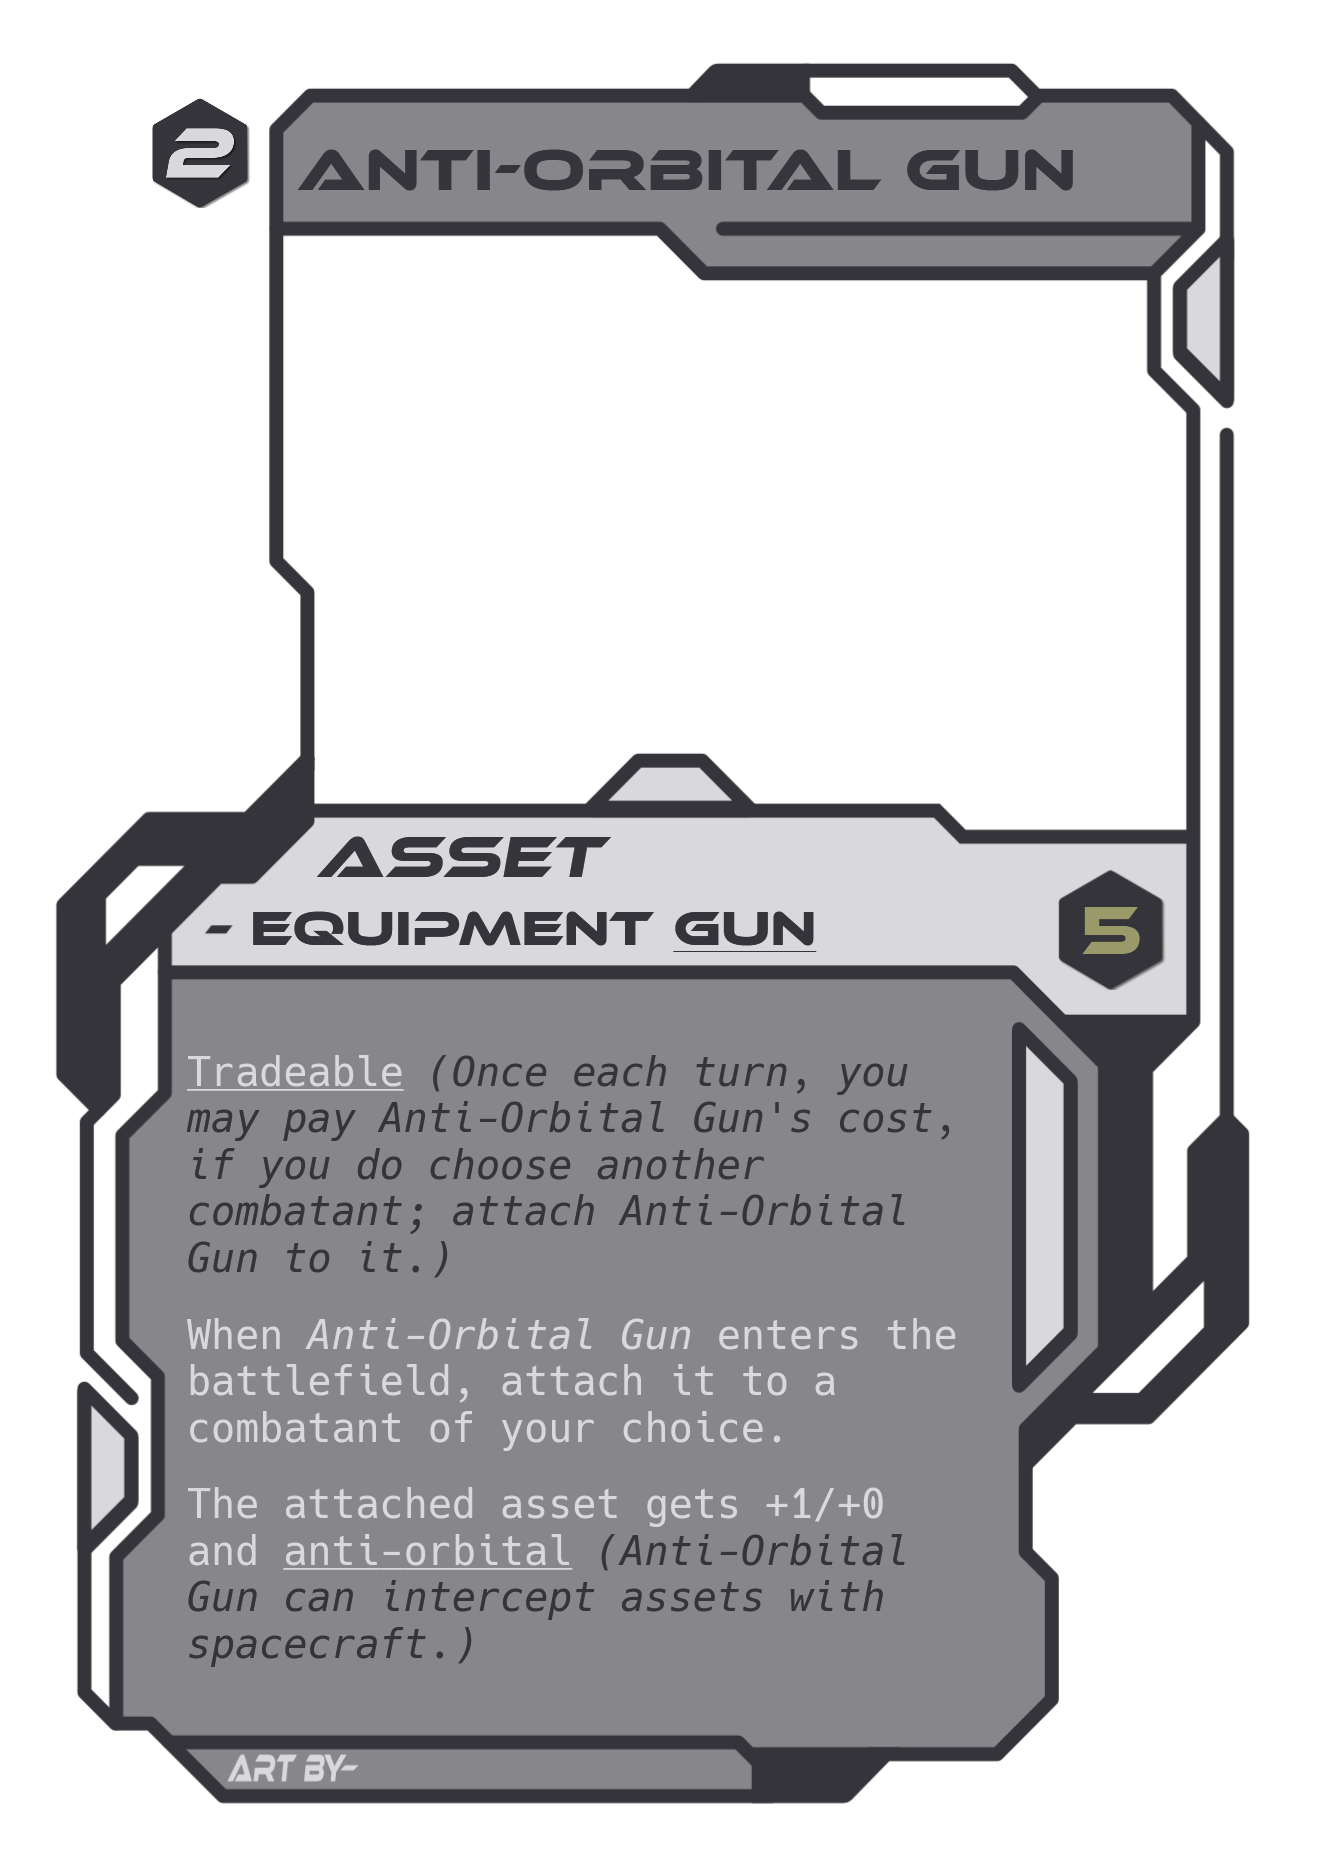 2
ANTI-ORBITAL GUN
ASSET
- EQUIPMENT GUN
5
Tradeable (Once each turn, you
may pay Anti-Orbital Gun's cost,
if you do choose another
combatant; attach Anti-Orbital
Gun to it.)
When Anti-Orbital Gun enters the
battlefield, attach it to a
combatant of your choice.
The attached asset gets +1/+0
and anti-orbital (Anti-Orbital
Gun can intercept assets with
spacecraft.)
ART BY-